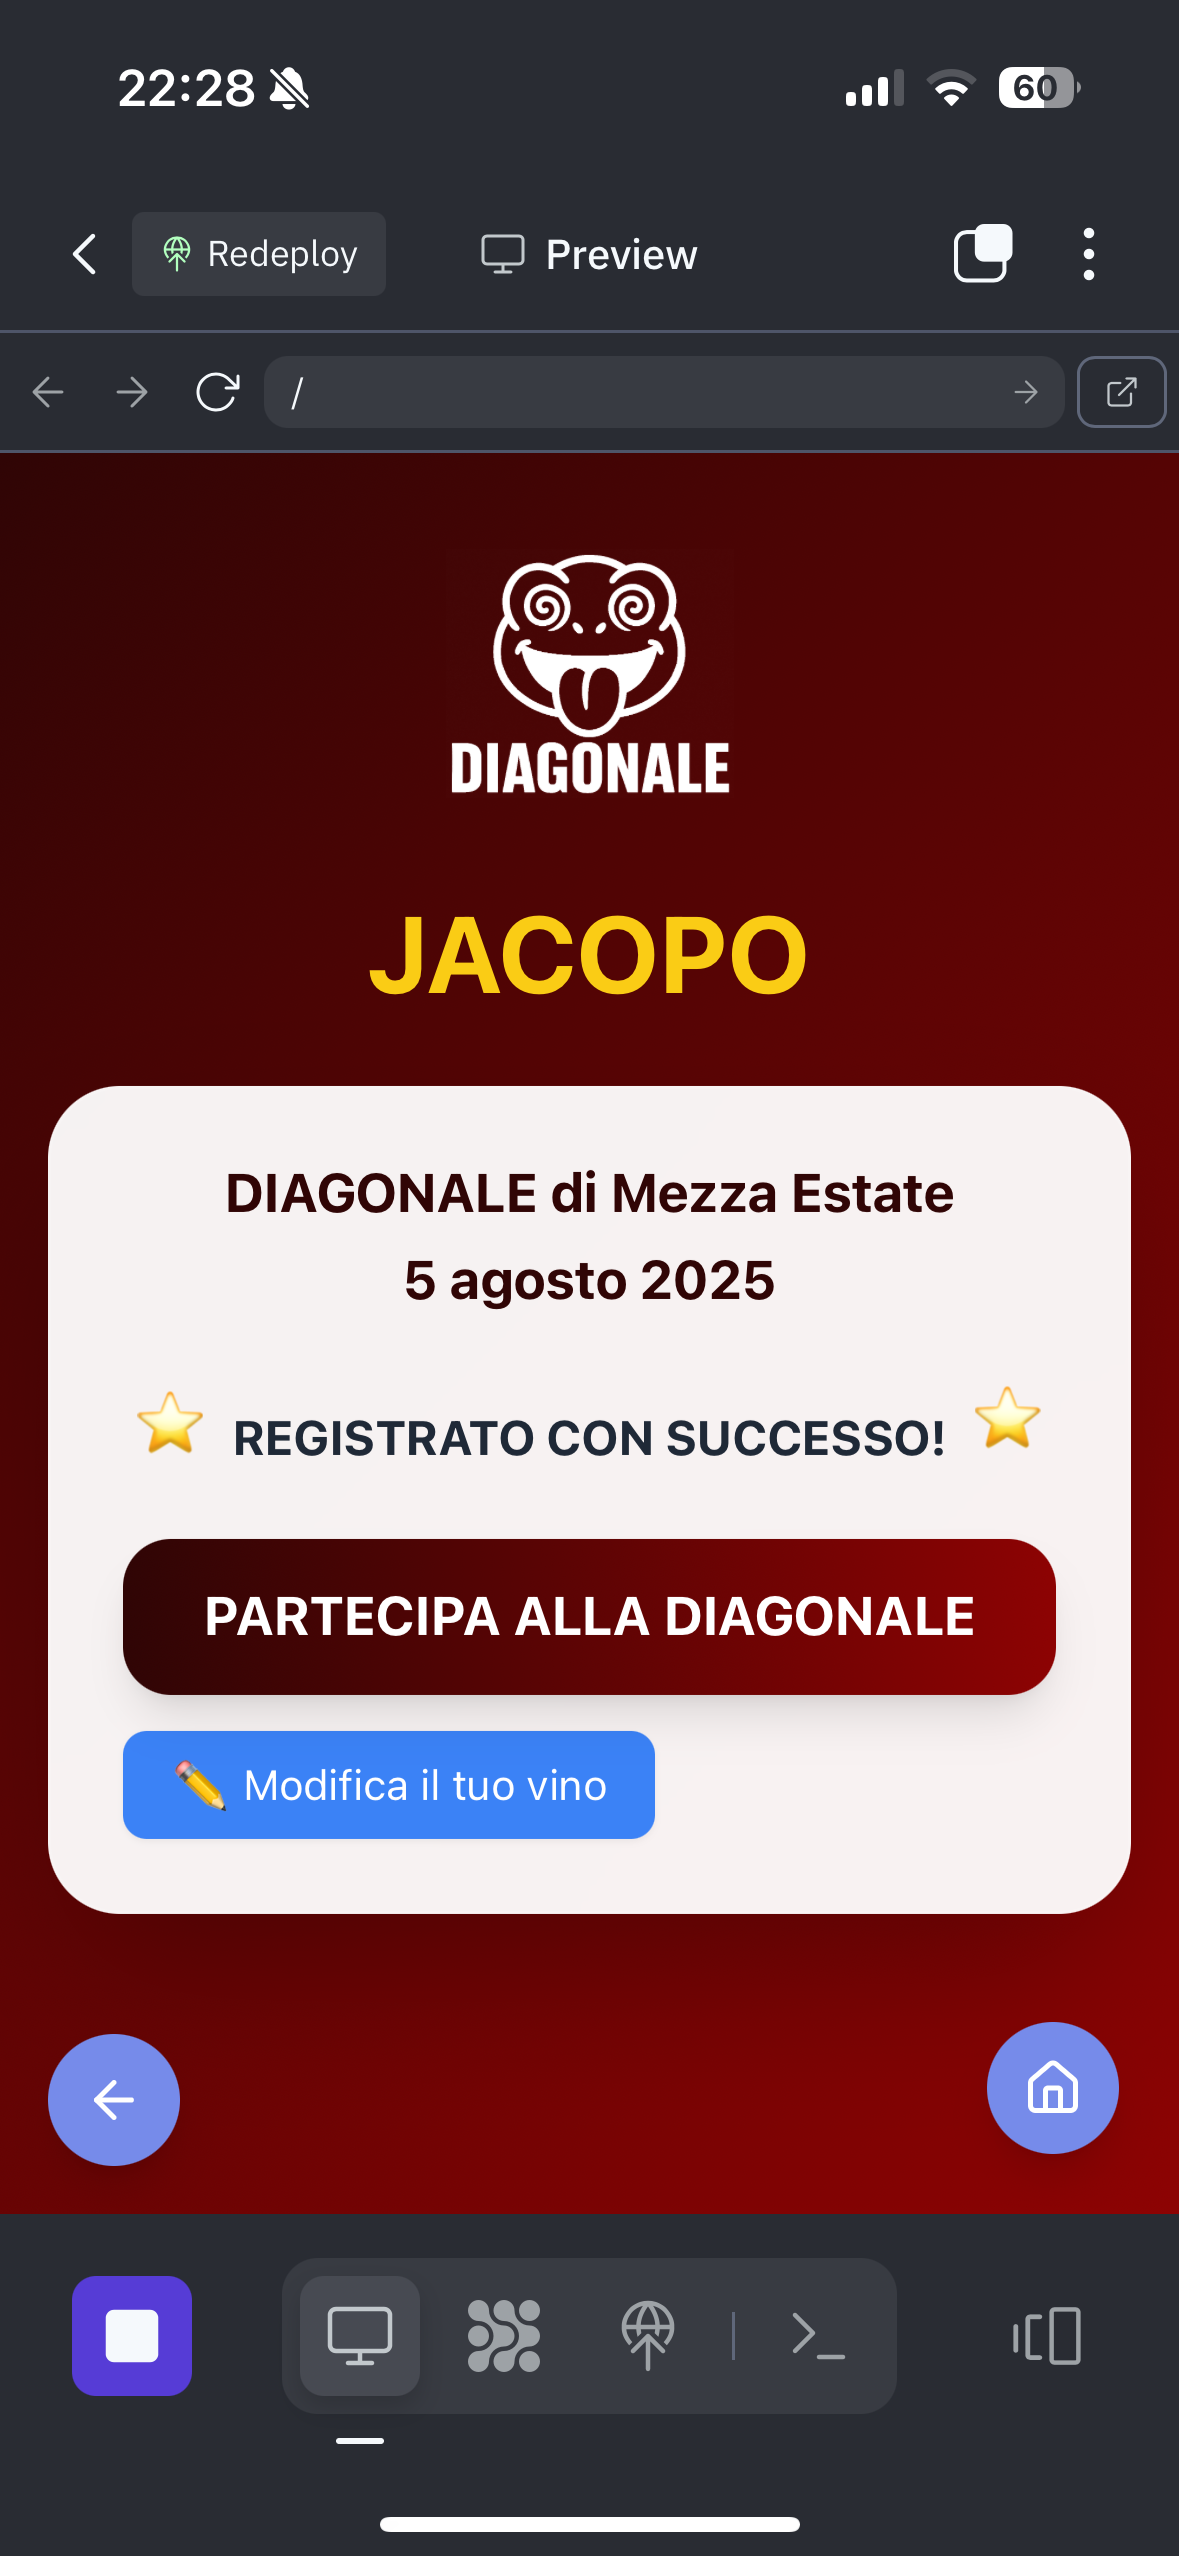 22:28
60
Redeploy
Preview
/
DIAGONALE
JACOPO
DIAGONALE di Mezza Estate
5 agosto 2025
REGISTRATO CON SUCCESSO!
PARTECIPA ALLA DIAGONALE
Modifica il tuo vino